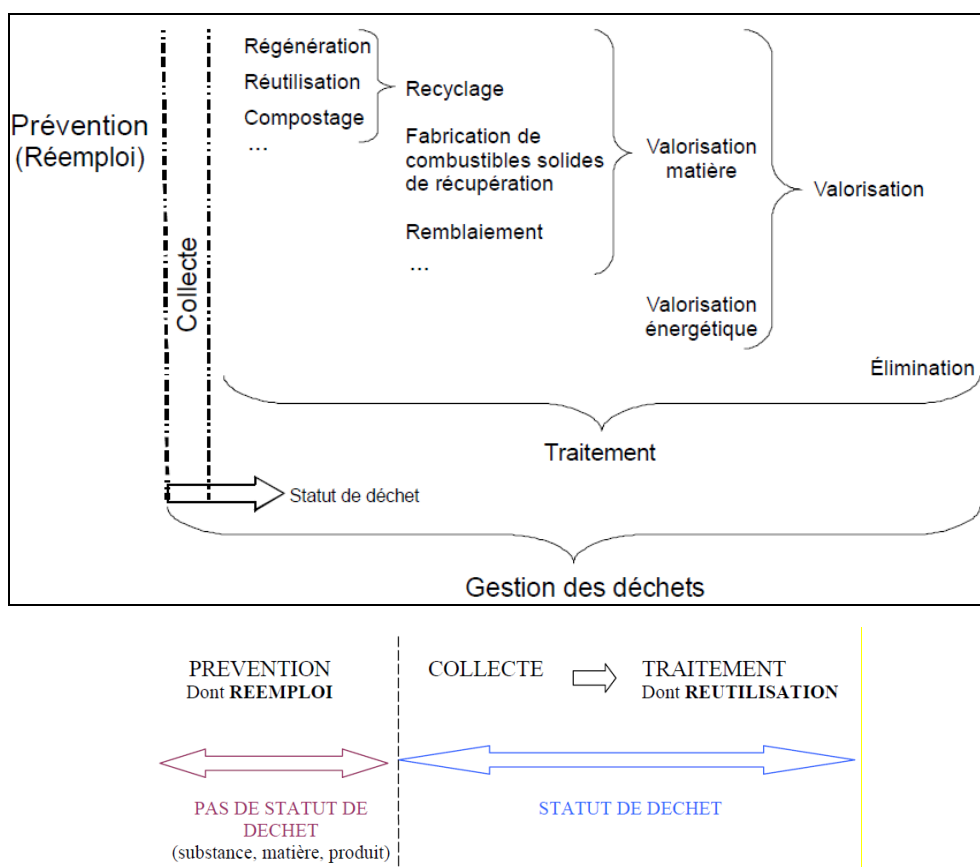 Prévention
(Réemploi)
Collecte
Régénération
Réutilisation
Compostage
...
Recyclage
Fabrication de
combustibles solides
de récupération
Remblaiement
...
Valorisation
matière
Valorisation
énergétique
Valorisation
Élimination
Traitement
Statut de déchet
Gestion des déchets
PREVENTION
Dont REEMPLOI
COLLECTE
TRAITEMENT
Dont REUTILISATION
PAS DE STATUT DE
DECHET
(substance, matière, produit)
STATUT DE DECHET